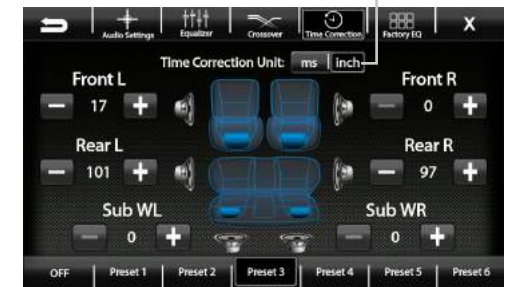 Audio Settings Equalizer Crossover Time Correction Factory EQ X
Time Correction Unit: ms inch
Front L Front R
− 17 + − 0 +
Rear L Rear R
− 101 + − 97 +
Sub WL Sub WR
− 0 + − 0 +
OFF Preset 1 Preset 2 Preset 3 Preset 4 Preset 5 Preset 6